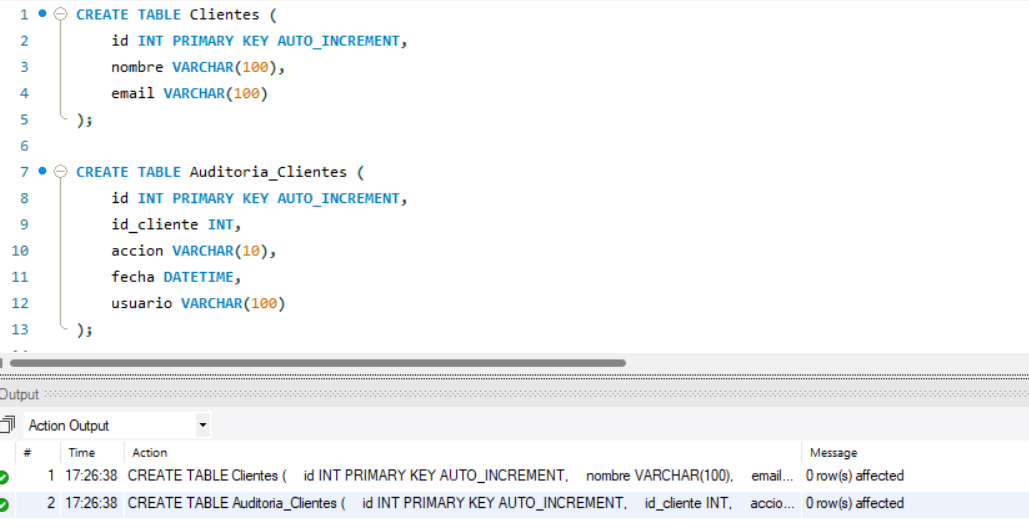 1 CREATE TABLE Clientes (
2 id INT PRIMARY KEY AUTO_INCREMENT,
3 nombre VARCHAR(100),
4 email VARCHAR(100)
5 );
6
7 CREATE TABLE Auditoria_Clientes (
8 id INT PRIMARY KEY AUTO_INCREMENT,
9 id_cliente INT,
10 accion VARCHAR(10),
11 fecha DATETIME,
12 usuario VARCHAR(100)
13 );
Output
Action Output
# Time Action Message
1 17:26:38 CREATE TABLE Clientes ( id INT PRIMARY KEY AUTO_INCREMENT, nombre VARCHAR(100), email... 0 row(s) affected
2 17:26:38 CREATE TABLE Auditoria_Clientes ( id INT PRIMARY KEY AUTO_INCREMENT, id_cliente INT, accio... 0 row(s) affected